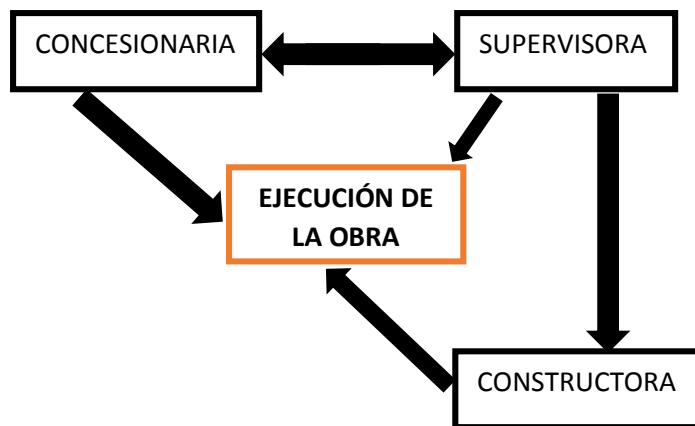 CONCESIONARIA
SUPERVISORA
EJECUCIÓN DE
LA OBRA
CONSTRUCTORA